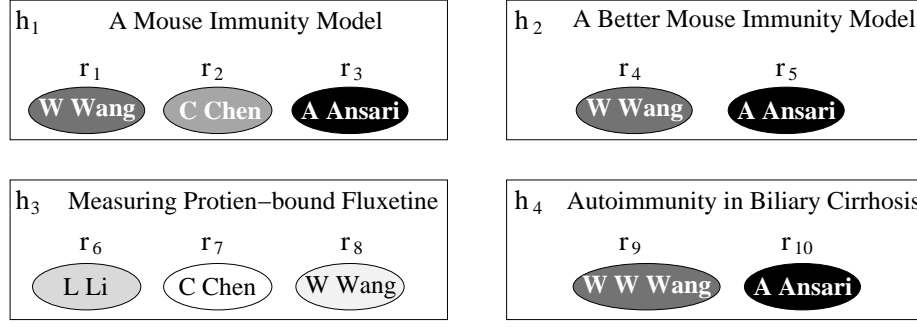 h1 A Mouse Immunity Model
r1 r2 r3
W Wang C Chen A Ansari
h2 A Better Mouse Immunity Model
r4 r5
W Wang A Ansari
h3 Measuring Protien−bound Fluxetine
r6 r7 r8
L Li C Chen W Wang
h4 Autoimmunity in Biliary Cirrhosis
r9 r10
W W Wang A Ansari